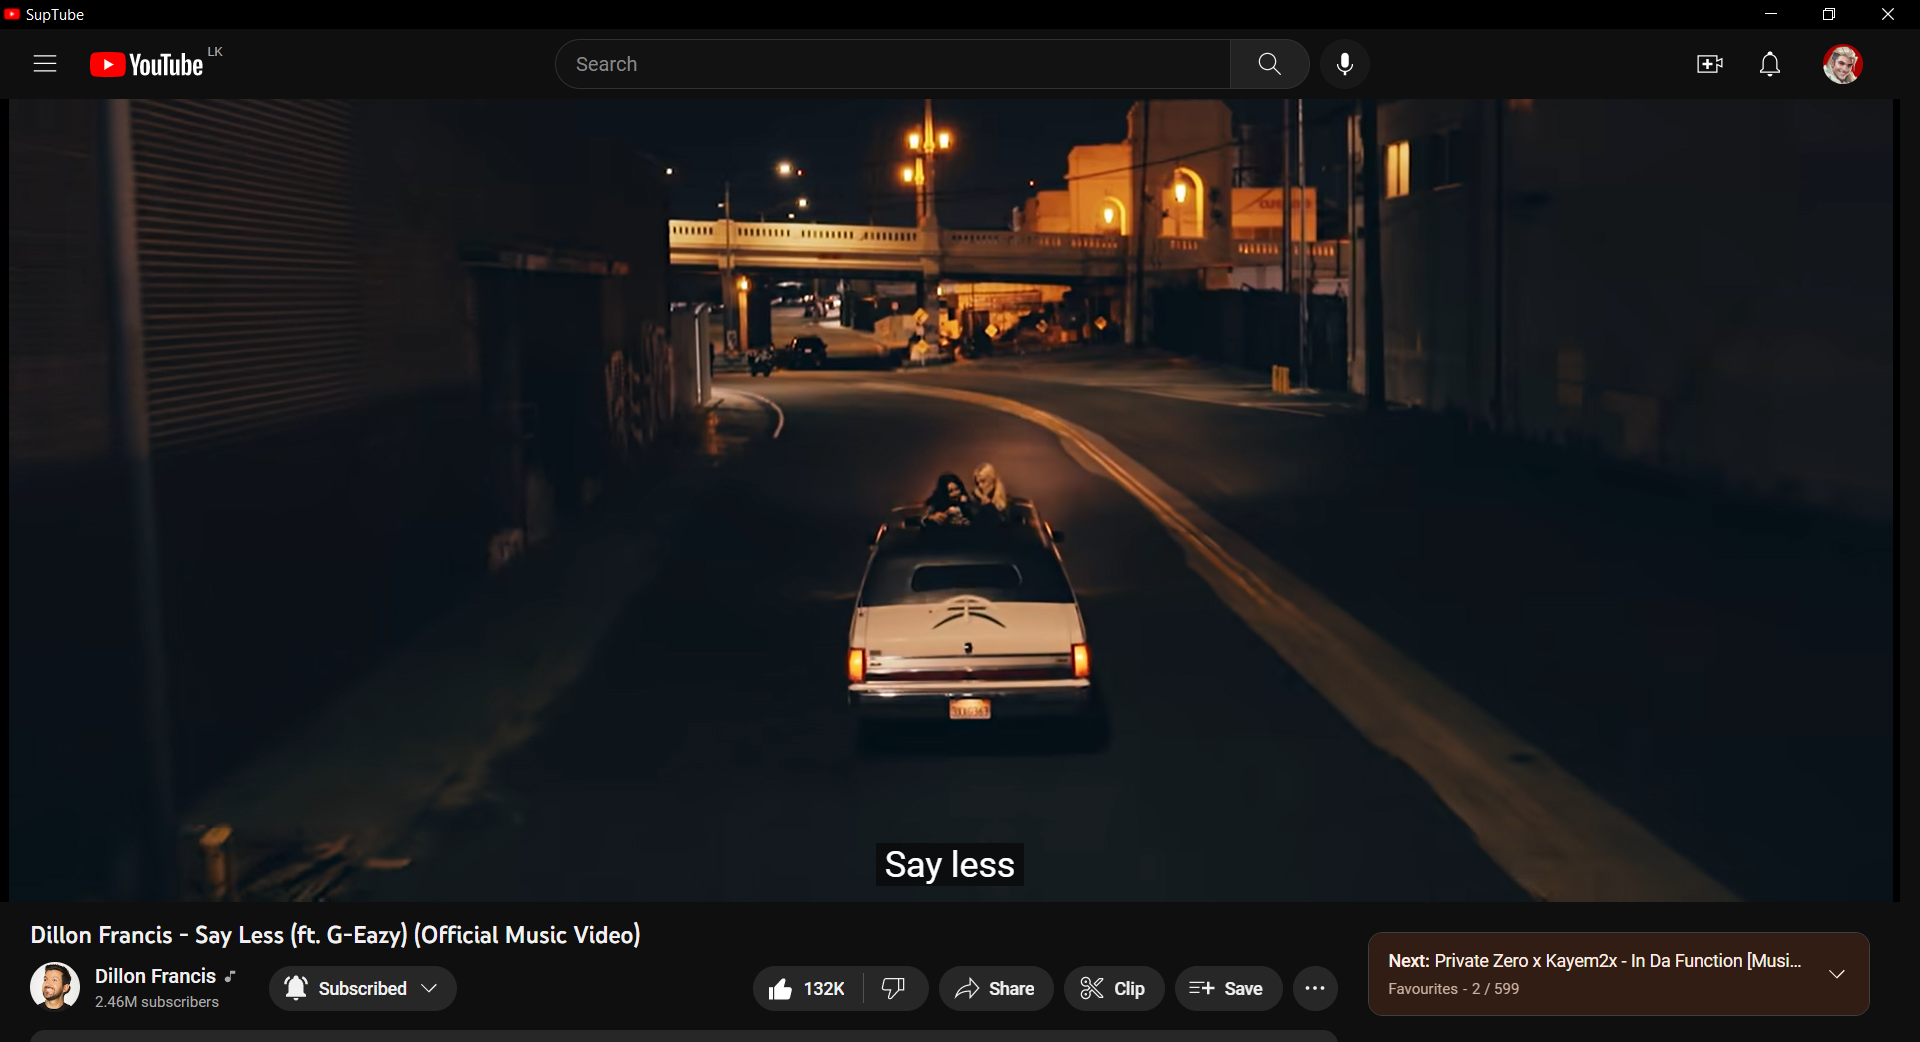 SupTube
YouTube LK
Search
Say less
Dillon Francis - Say Less (ft. G-Eazy) (Official Music Video)
Dillon Francis
2.46M subscribers
Subscribed
132K
Share
Clip
Save
Next: Private Zero x Kayem2x - In Da Function [Musi...
Favourites - 2 / 599